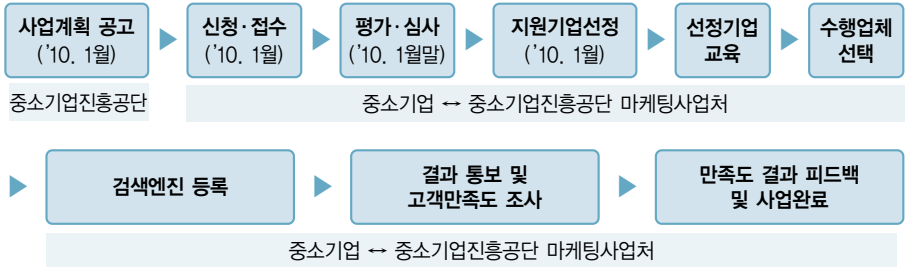 사업계획 공고 신청·접수 평가·심사 지원기업선정 선정기업 수행업체
('10. 1월) ('10. 1월) ('10. 1월말) ('10. 1월) 교육 선택
중소기업진홍공단 중소기업 ↔ 중소기업진흥공단 마케팅사업처
검색엔진 등록 결과 통보 및 만족도 결과 피드백
고객만족도 조사 및 사업완료
중소기업 ↔ 중소기업진흥공단 마케팅사업처